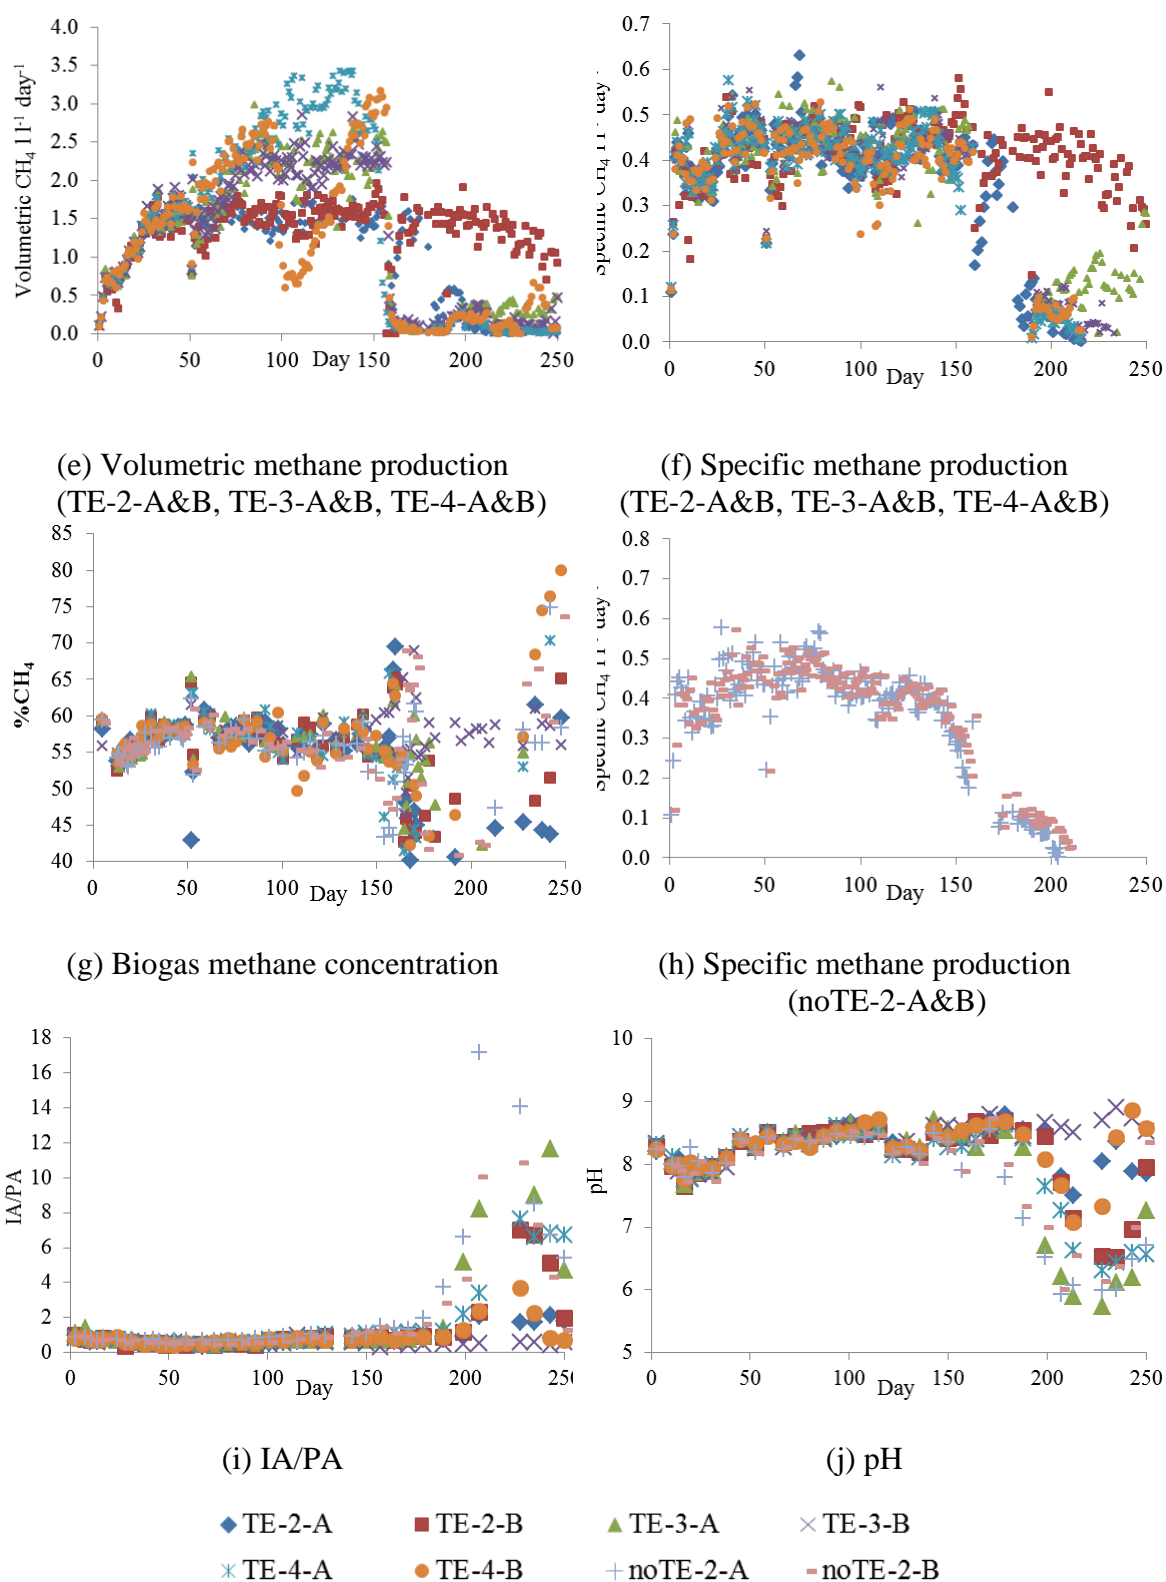 4.0
3.5
3.0
2.5
2.0
1.5
1.0
0.5
0.0
Volumetric CH4 l l-1 day-1
0 50 100 150 200 250
Day
0.7
0.6
0.5
0.4
0.3
0.2
0.1
0.0
Specific CH4 l l-1 day-
0 50 100 150 200 250
Day
(e) Volumetric methane production
(TE-2-A&B, TE-3-A&B, TE-4-A&B)
(f) Specific methane production
(TE-2-A&B, TE-3-A&B, TE-4-A&B)
85
80
75
70
65
60
55
50
45
40
%CH4
0 50 100 150 200 250
Day
0.8
0.7
0.6
0.5
0.4
0.3
0.2
0.1
0.0
Specific CH4 l l-1 day-
0 50 100 150 200 250
Day
(g) Biogas methane concentration
(h) Specific methane production
(noTE-2-A&B)
18
16
14
12
10
8
6
4
2
0
IA/PA
0 50 100 150 200 250
Day
10
9
8
7
6
5
pH
0 50 100 150 200 250
Day
(i) IA/PA
(j) pH
TE-2-A TE-2-B TE-3-A TE-3-B
TE-4-A TE-4-B noTE-2-A noTE-2-B